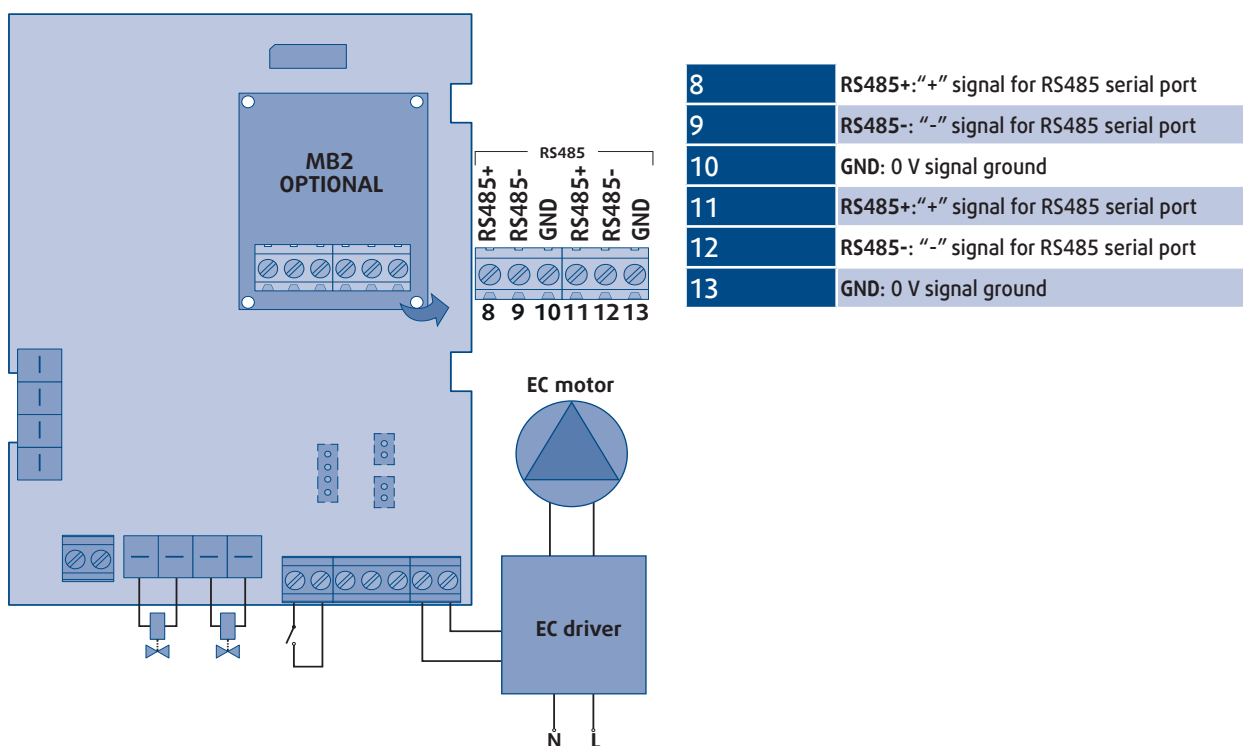 MB2
OPTIONAL
RS485
RS485+
RS485-
GND
RS485+
RS485-
GND
8 9 10 11 12 13
8 RS485+:“+” signal for RS485 serial port
9 RS485-: “-” signal for RS485 serial port
10 GND: 0 V signal ground
11 RS485+:“+” signal for RS485 serial port
12 RS485-: “-” signal for RS485 serial port
13 GND: 0 V signal ground
EC motor
EC driver
N L